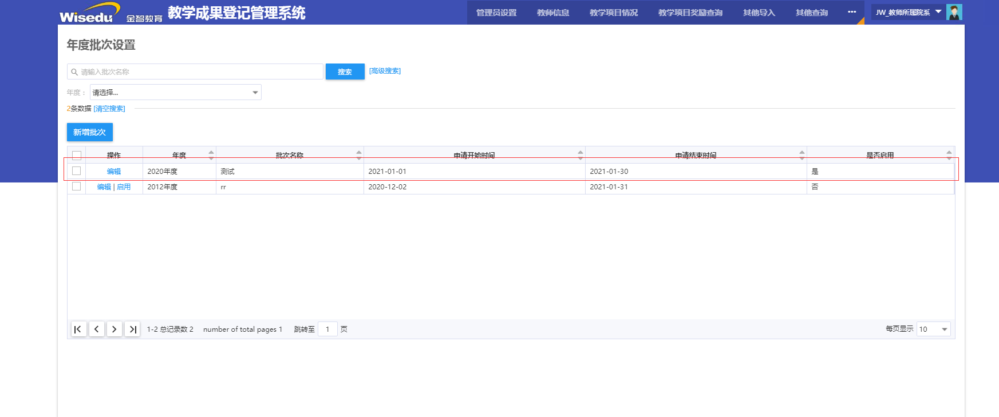 Wisedu 金智教育 教学成果登记管理系统 管理员设置 教师信息 教学项目情况 教学项目奖励查询 其他导入 其他查询 ··· JW_教师所属院系
年度批次设置
请输入批次名称 搜索 [高级搜索]
年度： 请选择...
2条数据 [清空搜索]
新增批次
操作 年度 批次名称 申请开始时间 申请结束时间 是否启用
编辑 2020年度 测试 2021-01-01 2021-01-30 是
编辑 | 启用 2012年度 rr 2020-12-02 2021-01-31 否
1-2 总记录数 2 number of total pages 1 跳转至 1 页 每页显示 10